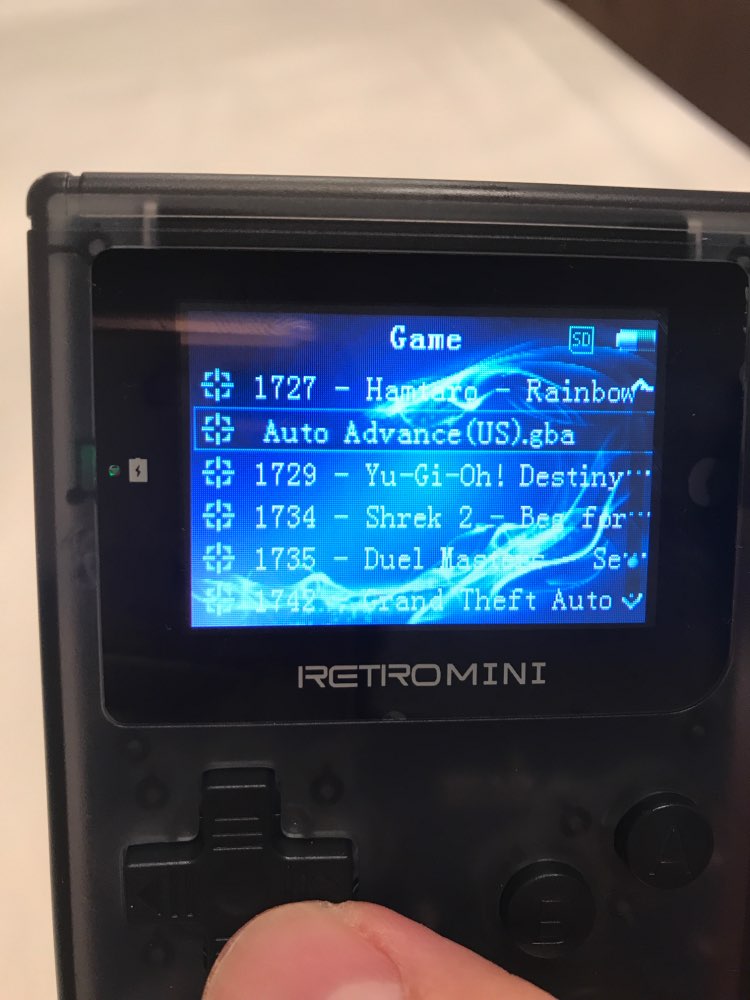 Game SD
1727 - Hamtaro - Rainbow
Auto Advance(US).gba
1729 - Yu-Gi-Oh! Destiny...
1734 - Shrek 2 - Beg for...
1735 - Duel Masters - Se...
1742 - Grand Theft Auto
RETROMINI
A
B